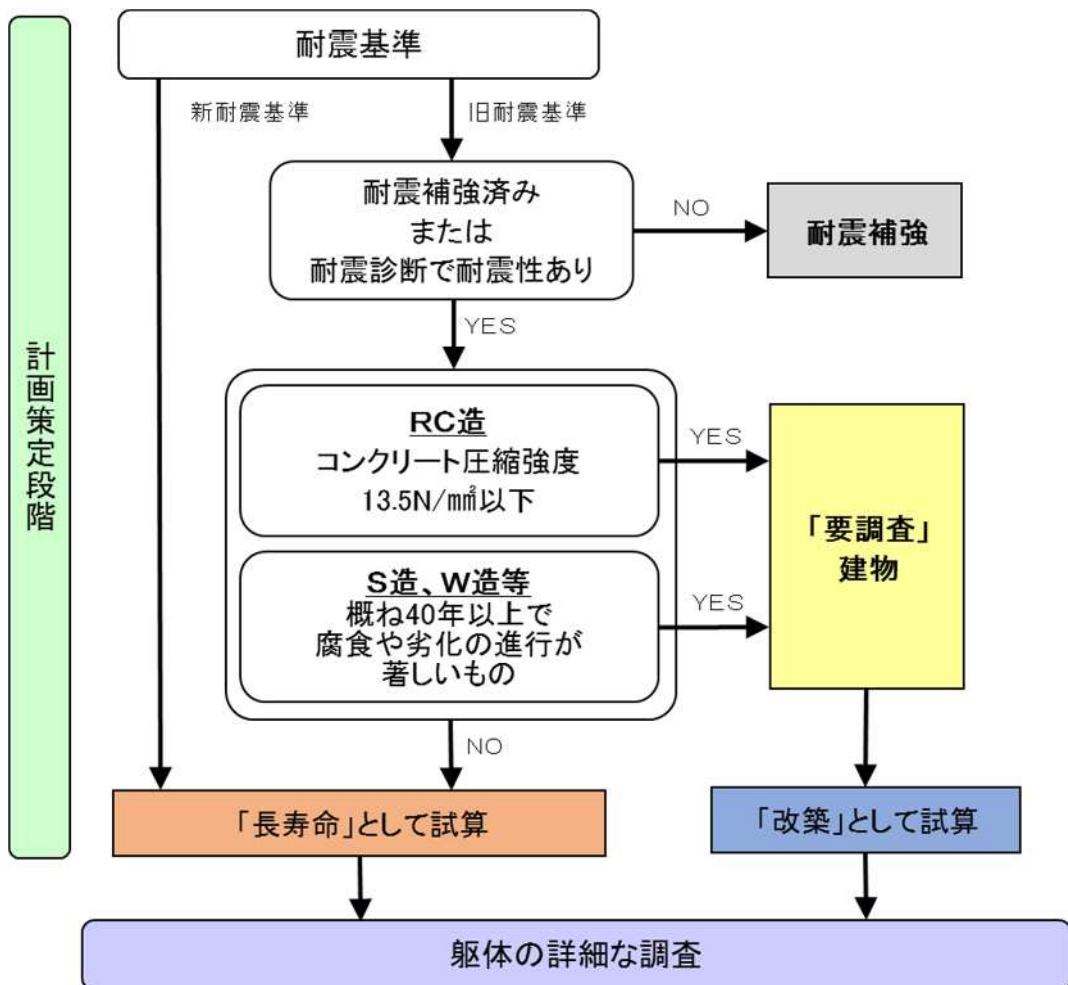 耐震基準
新耐震基準
旧耐震基準
耐震補強済み
または
耐震診断で耐震性あり
NO
耐震補強
YES
計画策定段階
RC造
コンクリート圧縮強度
13.5N/㎟以下
YES
「要調査」
建物
S造、W造等
概ね40年以上で
腐食や劣化の進行が
著しいもの
YES
NO
「長寿命」として試算
「改築」として試算
躯体の詳細な調査